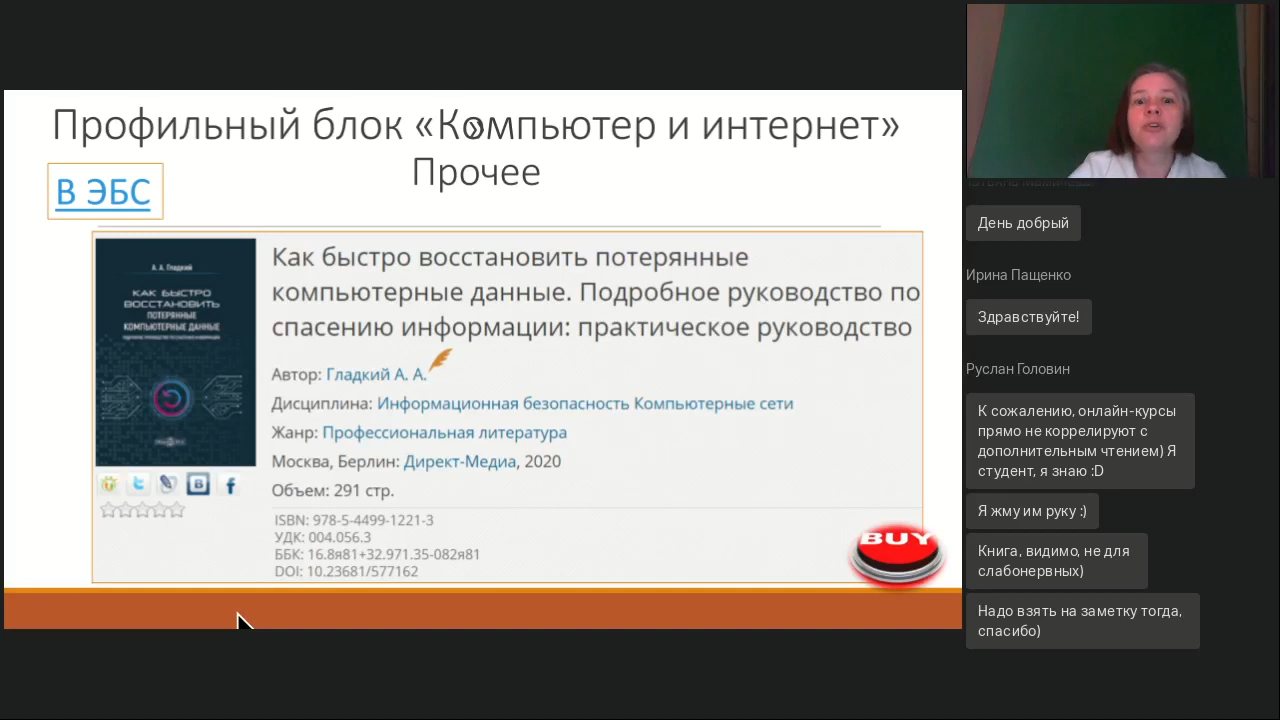 Профильный блок «Компьютер и интернет»
Прочее
В ЭБС
А. А. Гладкий
КАК БЫСТРО
ВОССТАНОВИТЬ
ПОТЕРЯННЫЕ
КОМПЬЮТЕРНЫЕ ДАННЫЕ
Как быстро восстановить потерянные
компьютерные данные. Подробное руководство по
спасению информации: практическое руководство
Автор: Гладкий А. А.
Дисциплина: Информационная безопасность Компьютерные сети
Жанр: Профессиональная литература
Москва, Берлин: Директ-Медиа, 2020
Объем: 291 стр.
ISBN: 978-5-4499-1221-3
УДК: 004.056.3
ББК: 16.8я81+32.971.35-082я81
DOI: 10.23681/577162
BUY
День добрый
Ирина Пащенко
Здравствуйте!
Руслан Головин
К сожалению, онлайн-курсы
прямо не коррелируют с
дополнительным чтением) Я
студент, я знаю :D
Я жму им руку :)
Книга, видимо, не для
слабонервных)
Надо взять на заметку тогда,
спасибо)